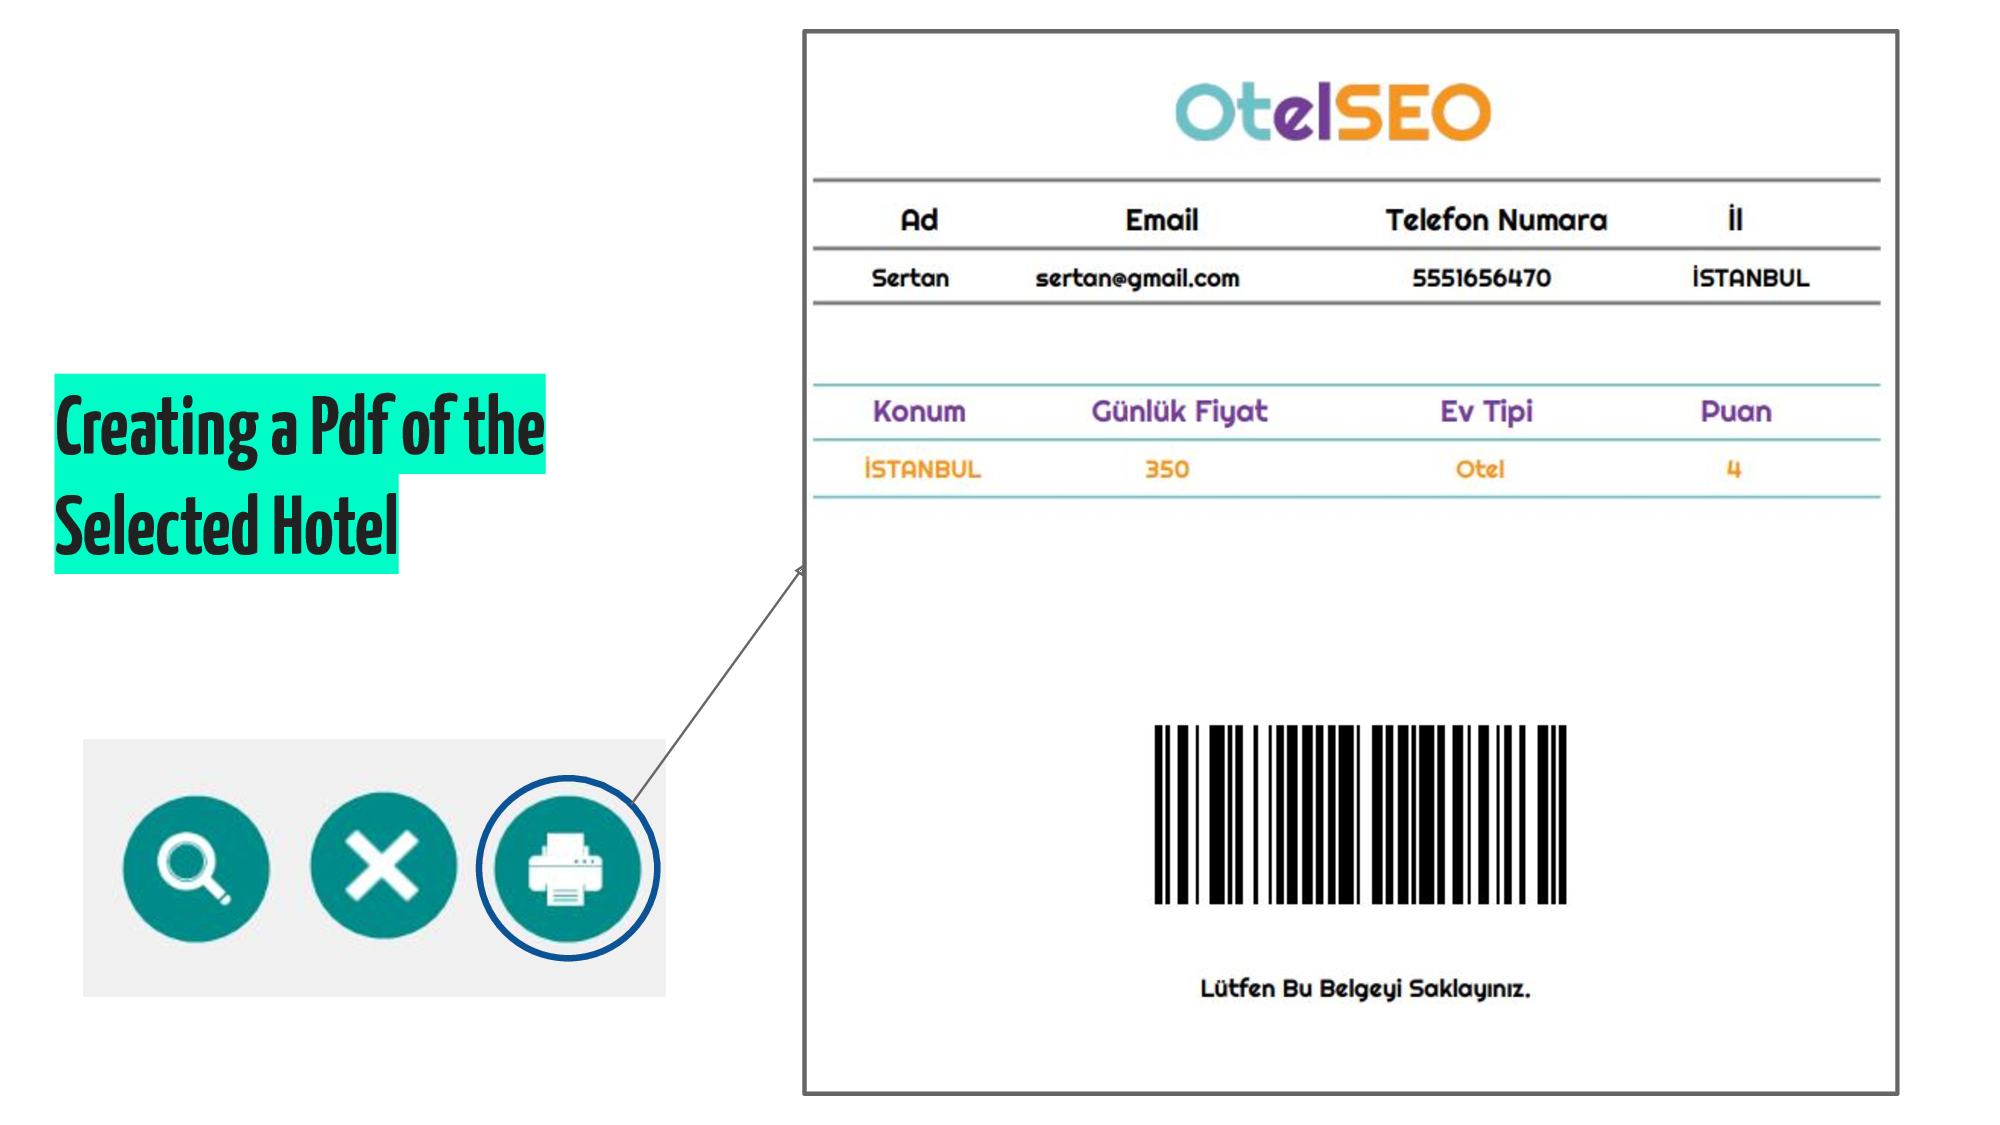 Creating a Pdf of the
Selected Hotel
OtelSEO
Ad Email Telefon Numara İl
Sertan sertan@gmail.com 5551656470 İSTANBUL
Konum Günlük Fiyat Ev Tipi Puan
İSTANBUL 350 Otel 4
Lütfen Bu Belgeyi Saklayınız.